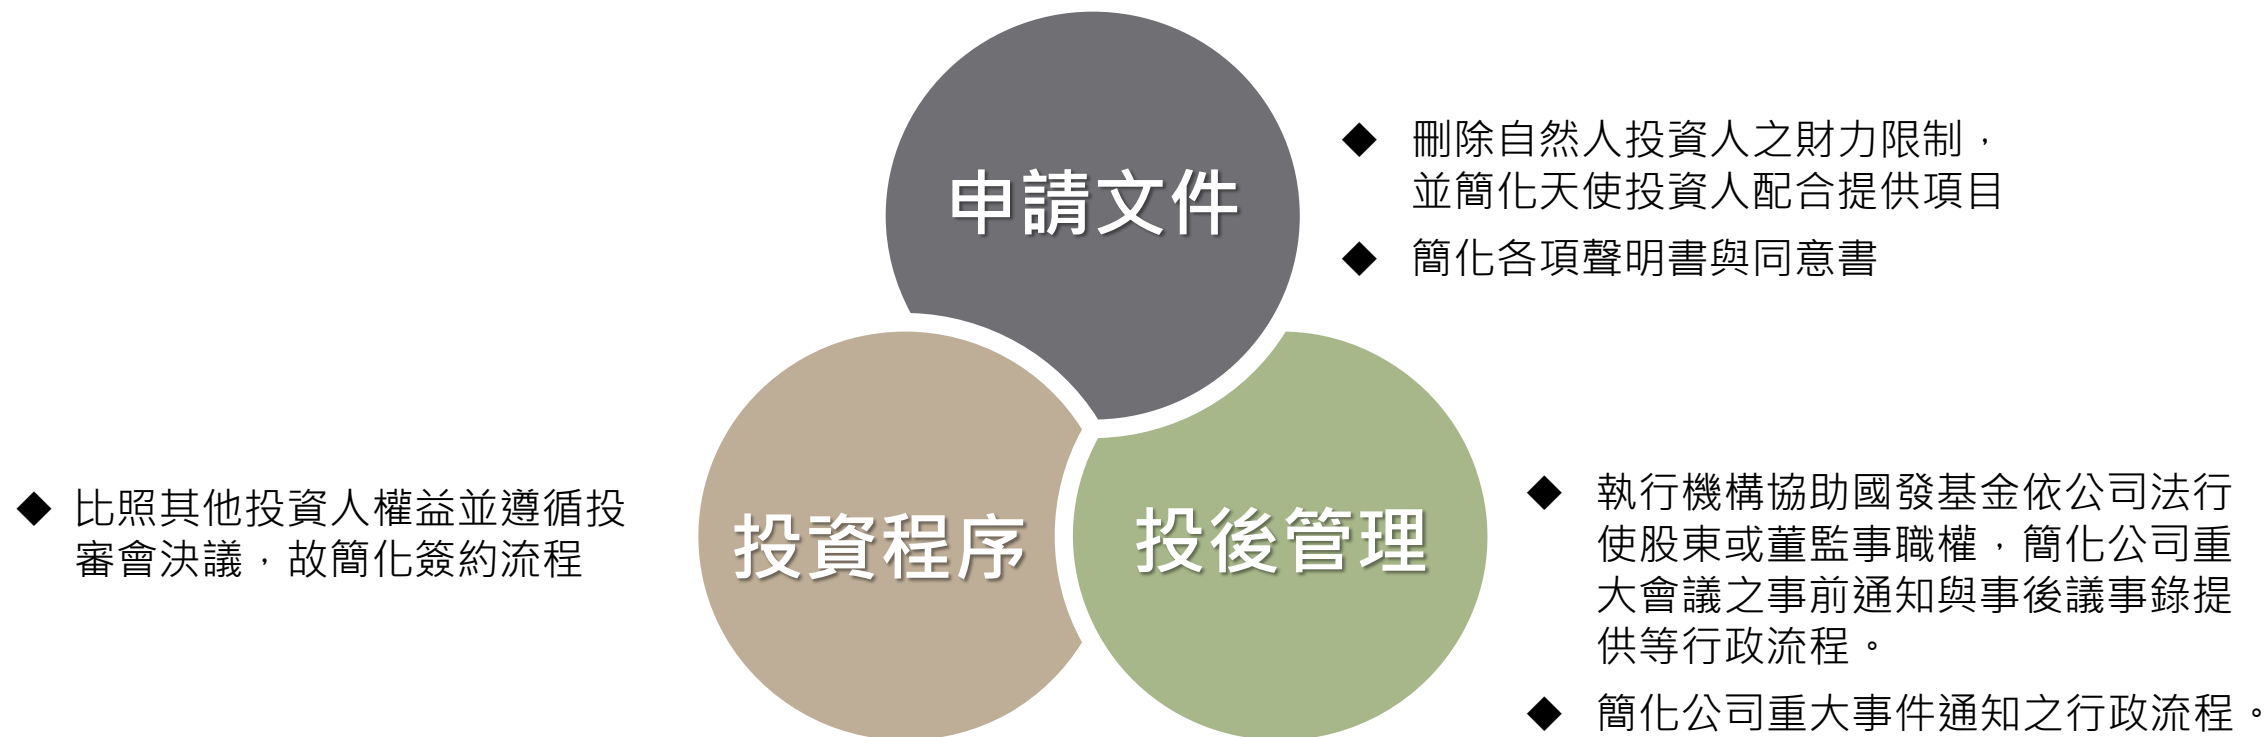 申請文件
◆ 刪除自然人投資人之財力限制，
並簡化天使投資人配合提供項目
◆ 簡化各項聲明書與同意書
投資程序
◆ 比照其他投資人權益並遵循投
審會決議，故簡化簽約流程
投後管理
◆ 執行機構協助國發基金依公司法行
使股東或董監事職權，簡化公司重
大會議之事前通知與事後議事錄提
供等行政流程。
◆ 簡化公司重大事件通知之行政流程。